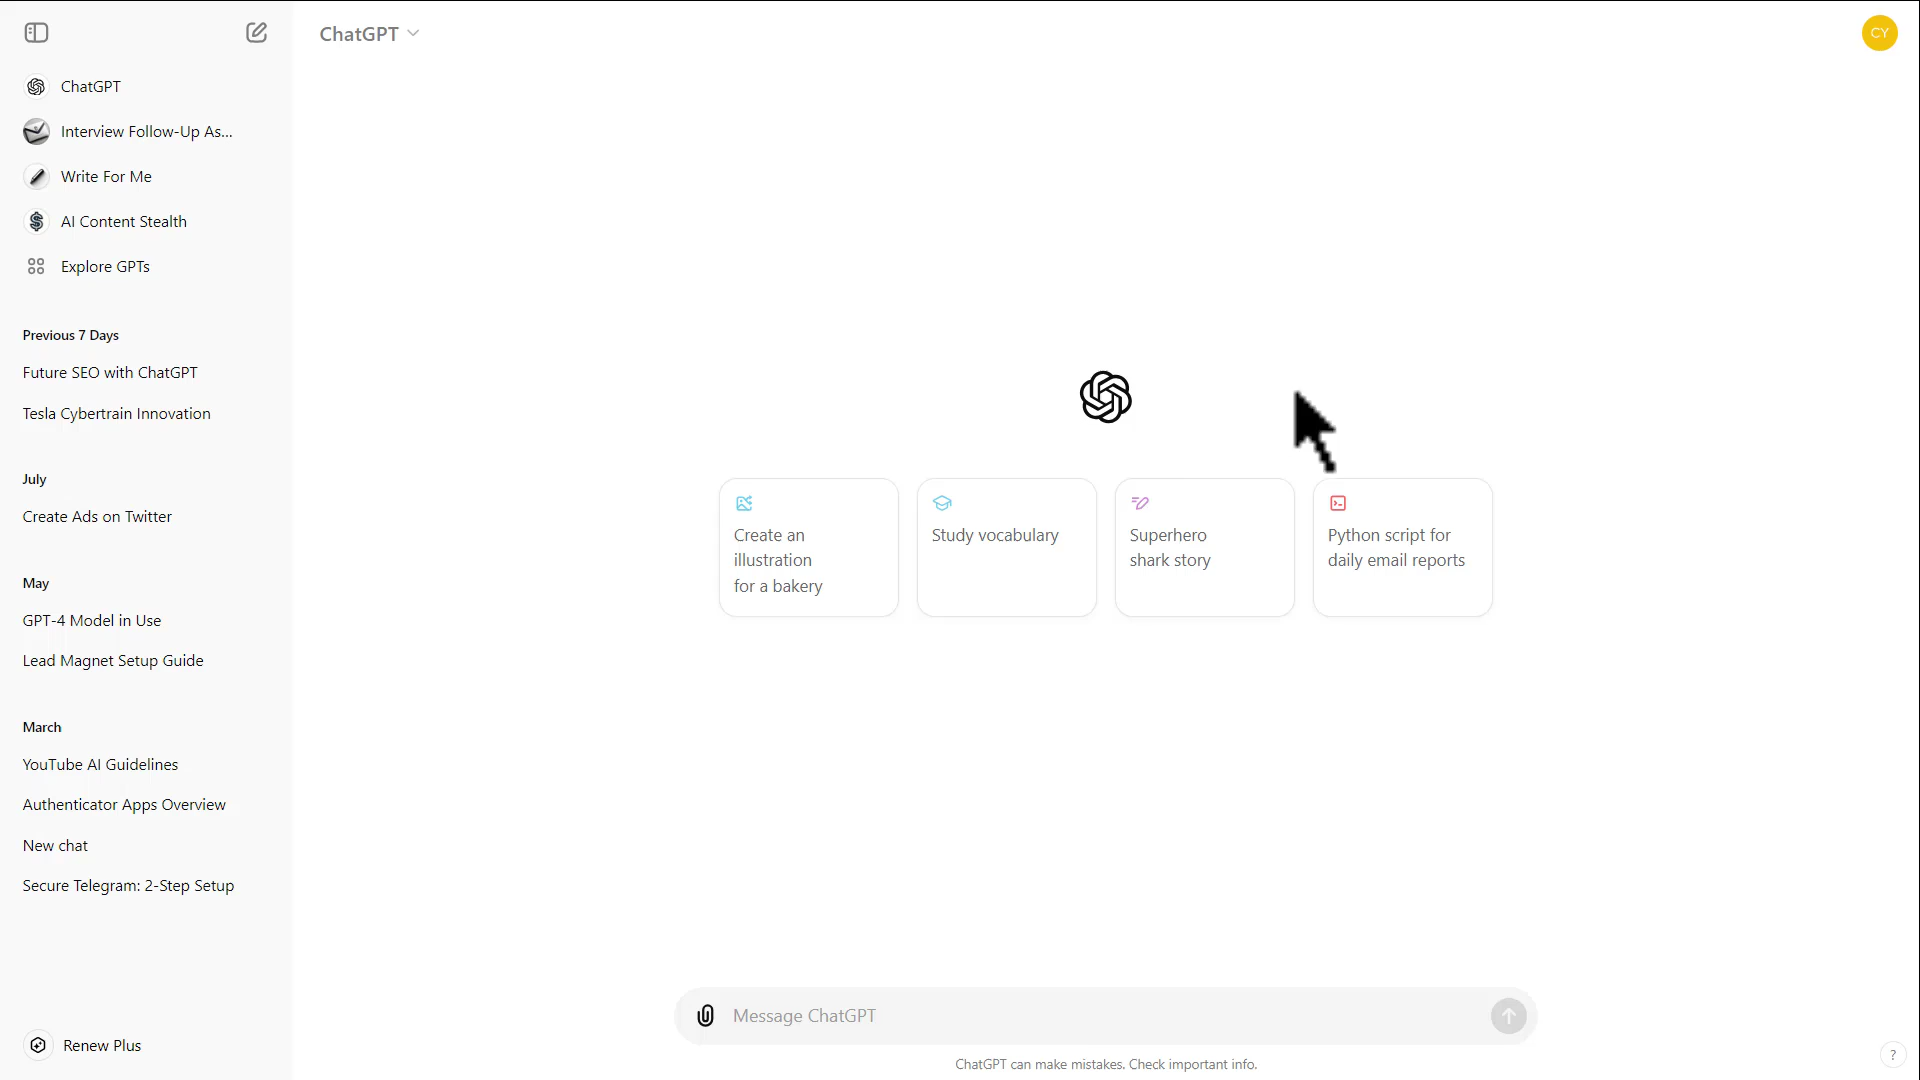 ChatGPT
CY
ChatGPT
Interview Follow-Up As...
Write For Me
AI Content Stealth
Explore GPTs
Previous 7 Days
Future SEO with ChatGPT
Tesla Cybertrain Innovation
July
Create Ads on Twitter
May
GPT-4 Model in Use
Lead Magnet Setup Guide
March
YouTube AI Guidelines
Authenticator Apps Overview
New chat
Secure Telegram: 2-Step Setup
Renew Plus
Create an
illustration
for a bakery
Study vocabulary
Superhero
shark story
Python script for
daily email reports
Message ChatGPT
ChatGPT can make mistakes. Check important info.
?